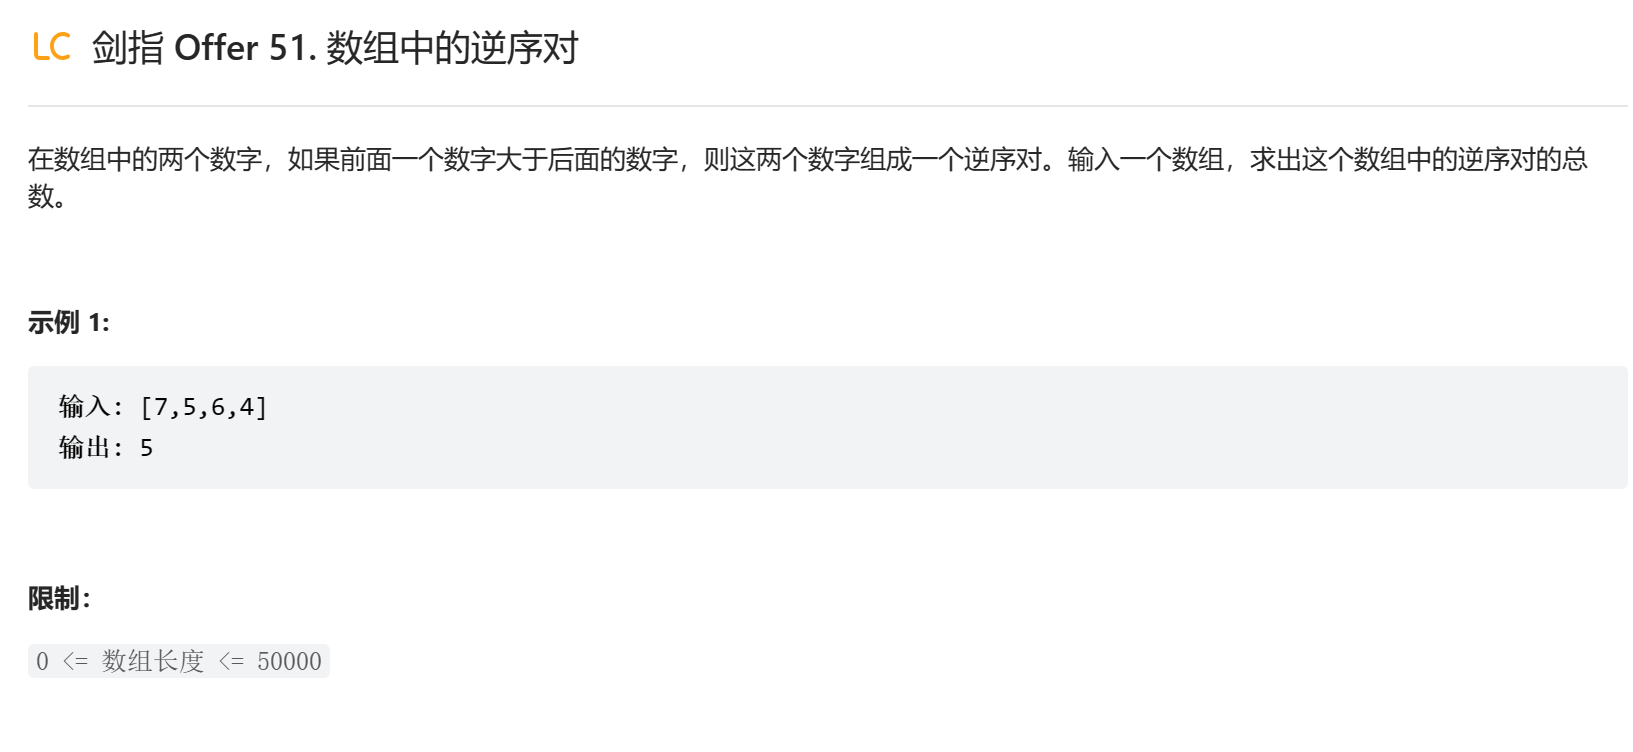 LC 剑指 Offer 51. 数组中的逆序对
在数组中的两个数字，如果前面一个数字大于后面的数字，则这两个数字组成一个逆序对。输入一个数组，求出这个数组中的逆序对的总
数。
示例 1:
输入: [7,5,6,4]
输出: 5
限制：
0 <= 数组长度 <= 50000